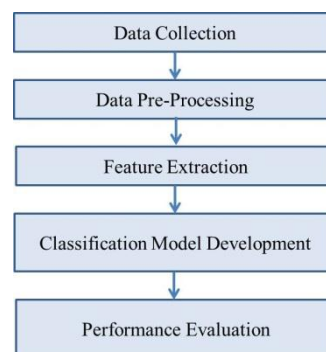 Data Collection
Data Pre-Processing
Feature Extraction
Classification Model Development
Performance Evaluation